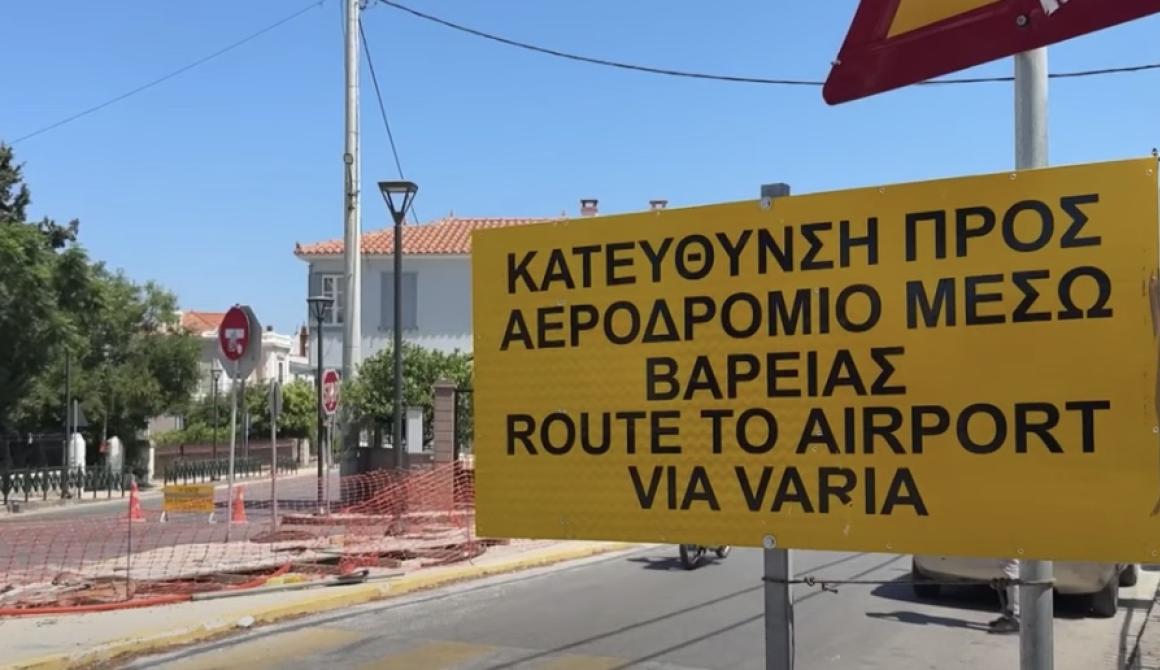 ΚΑΤΕΥΘΥΝΣΗ ΠΡΟΣ
ΑΕΡΟΔΡΟΜΙΟ ΜΕΣΩ
ΒΑΡΕΙΑΣ
ROUTE TO AIRPORT
VIA VARIA